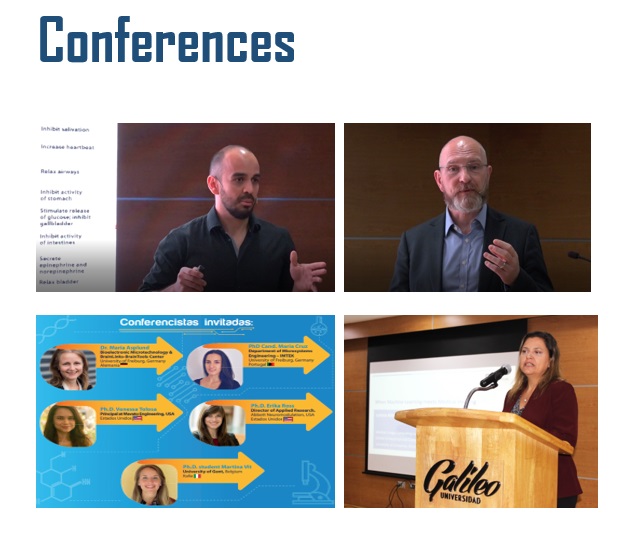 Conferences
Inhibit salivation
Increase heartbeat
Relax airways
Inhibit activity
of stomach
Stimulate release
of glucose; inhibit
gallbladder
Inhibit activity
of intestines
Secrete
epinephrine and
norepinephrine
Relax bladder
Conferencistas invitadas:
Dr. Maria Asplund
Bioelectronic Microtechnology &
BrainLinks-BrainTools Center
University of Freiburg, Germany
Alemania
PhD Cand. Maria Cruz
Department of Microsystems
Engineering – IMTEK
University of Freiburg, Germany
Portugal
Ph.D. Vanessa Tolosa
Principal at Mavato Engineering, USA
Estados Unidos
Ph.D. Erika Ross
Director of Applied Research,
Neuromodulation, USA
Estados Unidos
Ph.D. student Martina
University of Gent, Belgium
Italia
Galileo
UNIVERSIDAD